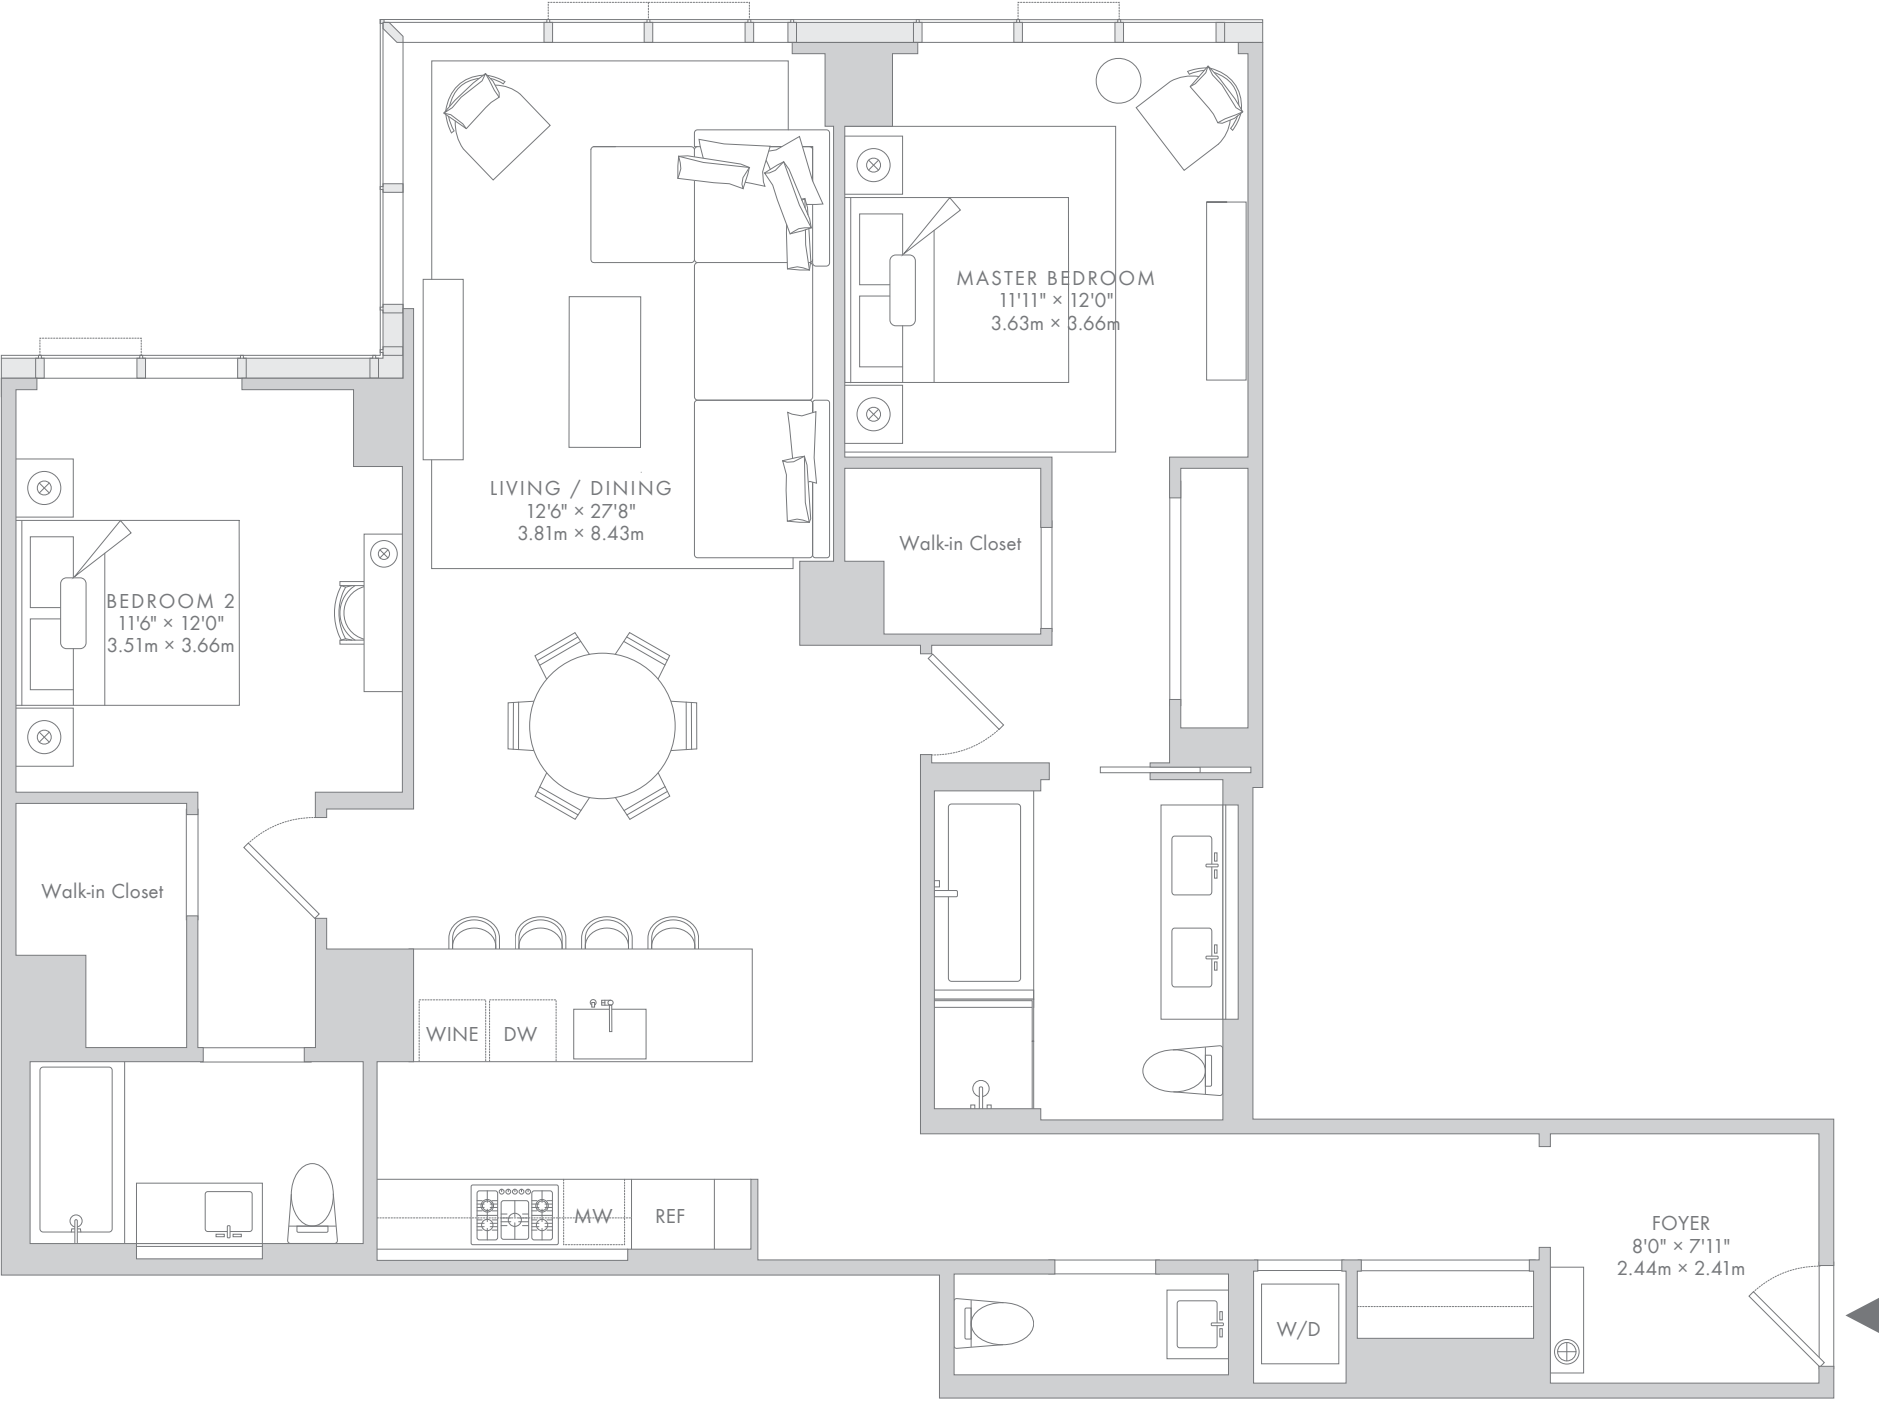 MASTER BEDROOM
11'11" × 12'0"
3.63m × 3.66m
LIVING / DINING
12'6" × 27'8"
3.81m × 8.43m
Walk-in Closet
BEDROOM 2
11'6" × 12'0"
3.51m × 3.66m
Walk-in Closet
WINE
DW
MW
REF
FOYER
8'0" × 7'11"
2.44m × 2.41m
W/D